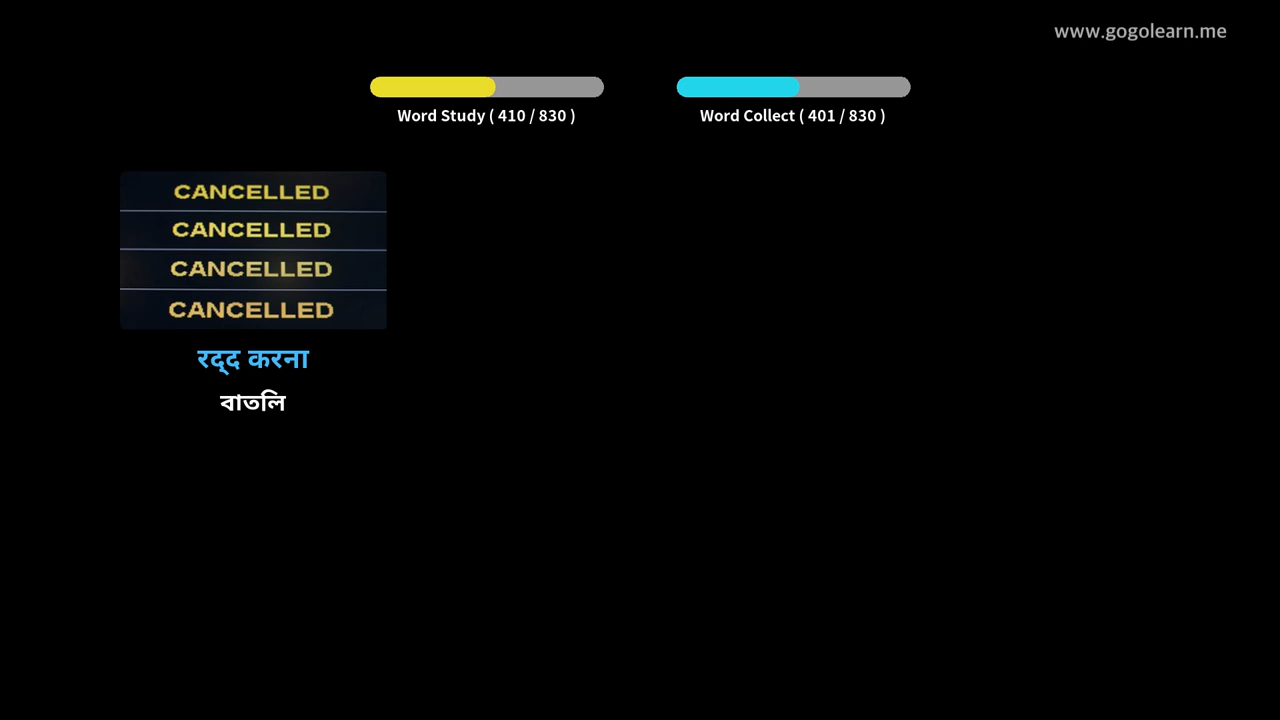 www.gogolearn.me
Word Study ( 410 / 830 )
Word Collect ( 401 / 830 )
CANCELLED
CANCELLED
CANCELLED
CANCELLED
रद्द करना
বাতলি